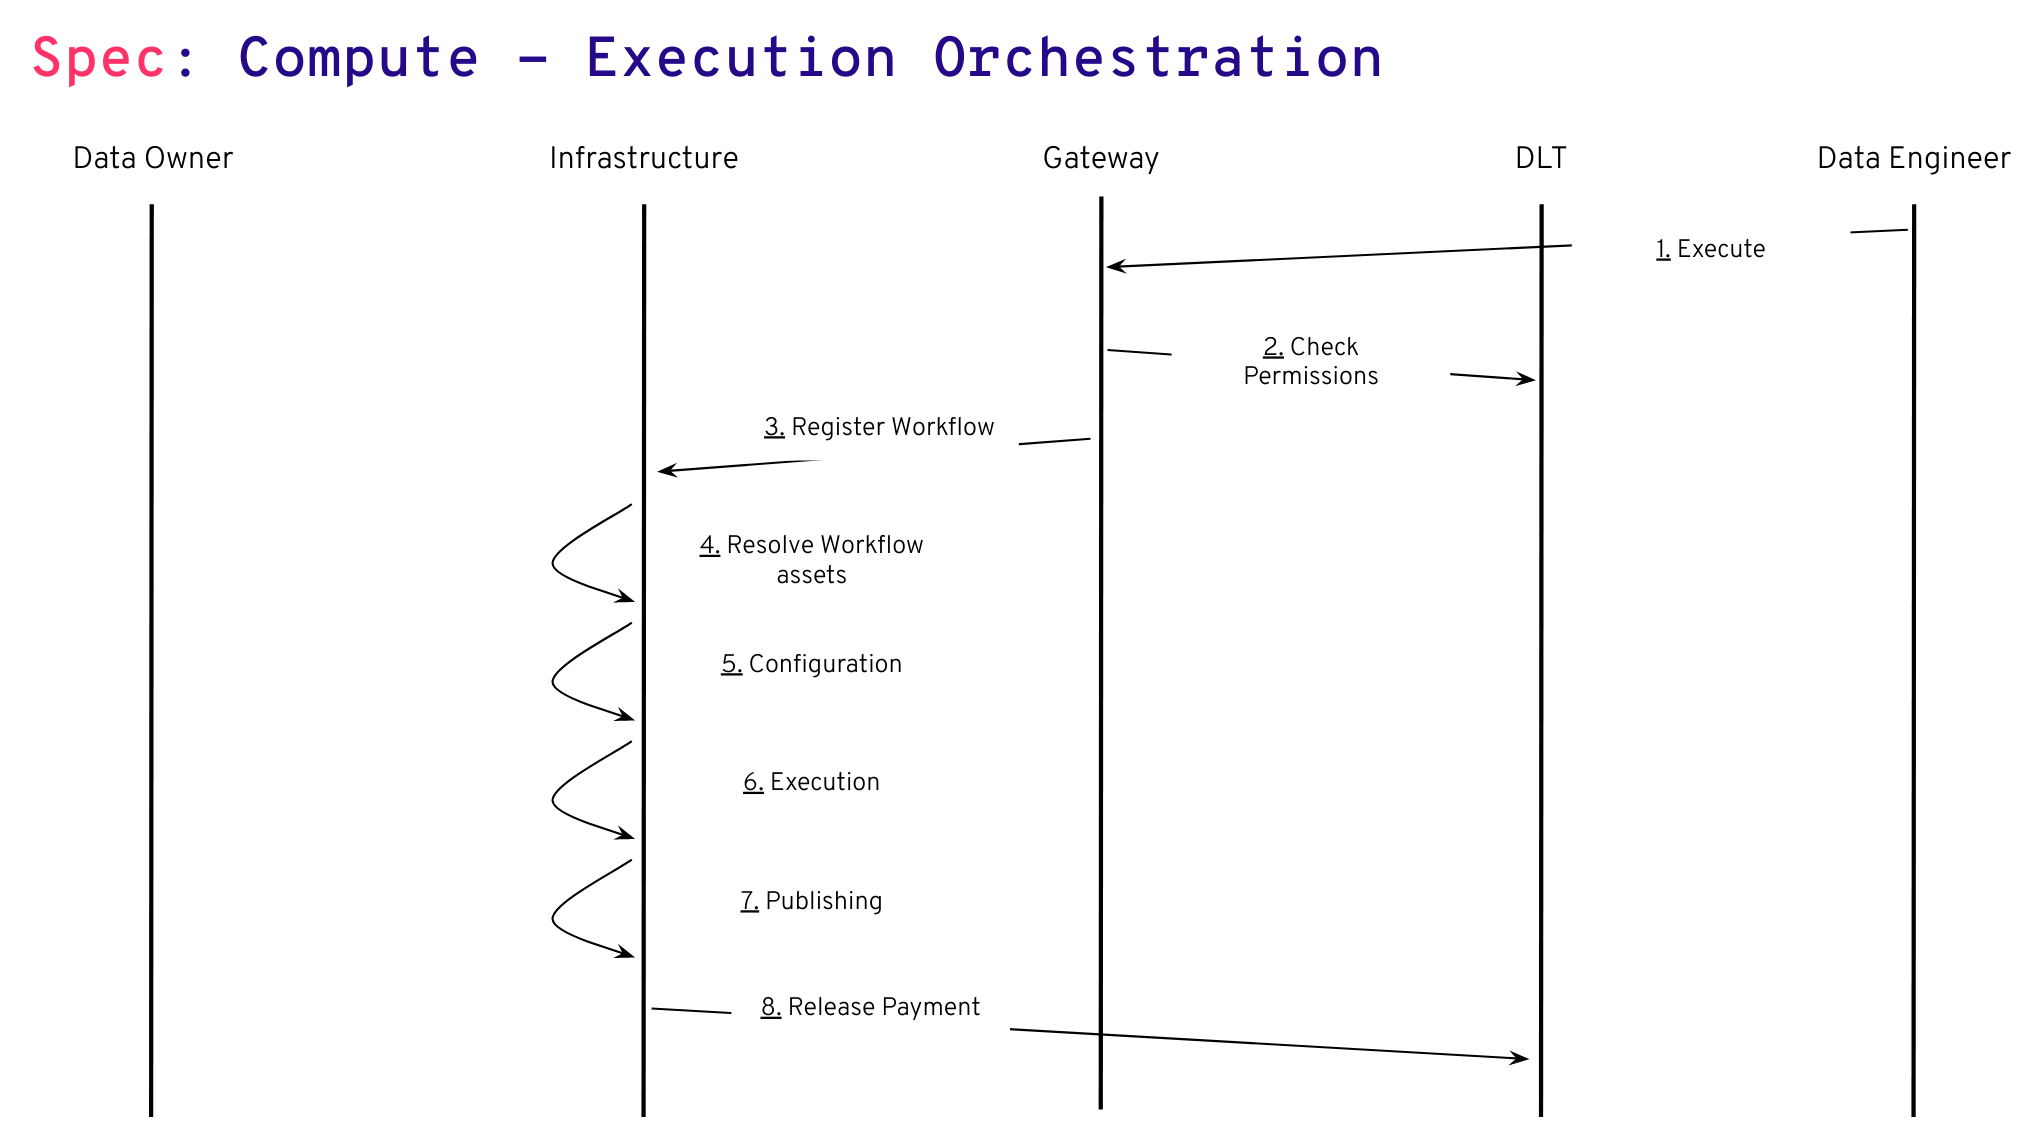 Spec: Compute - Execution Orchestration
Data Owner
Infrastructure
Gateway
DLT
Data Engineer
1. Execute
2. Check
Permissions
3. Register Workflow
4. Resolve Workflow
assets
5. Configuration
6. Execution
7. Publishing
8. Release Payment